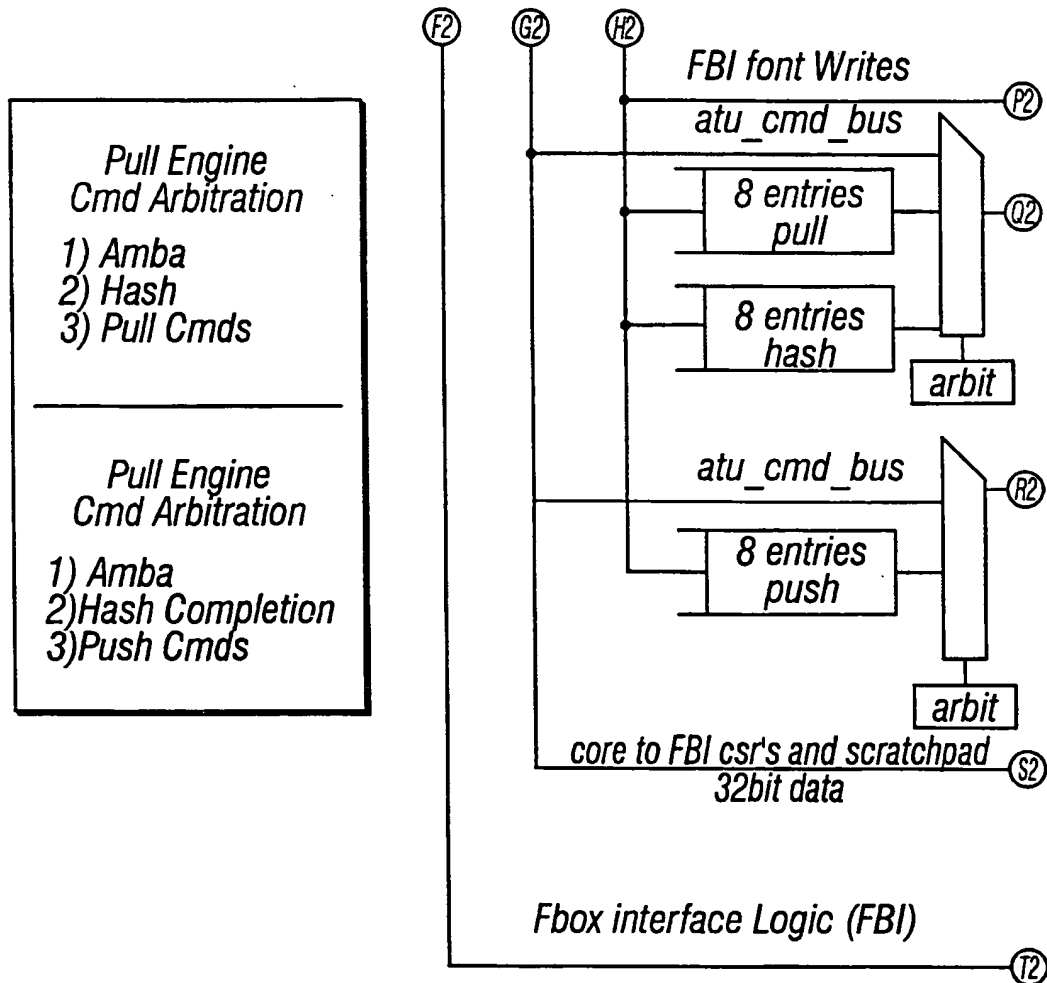 F2
G2
H2
FBI font Writes
P2
atu_cmd_bus
8 entries
pull
Q2
8 entries
hash
arbit
Pull Engine
Cmd Arbitration
1) Amba
2) Hash
3) Pull Cmds
Pull Engine
Cmd Arbitration
1) Amba
2)Hash Completion
3)Push Cmds
atu_cmd_bus
R2
8 entries
push
arbit
core to FBI csr's and scratchpad
32bit data
S2
Fbox interface Logic (FBI)
T2